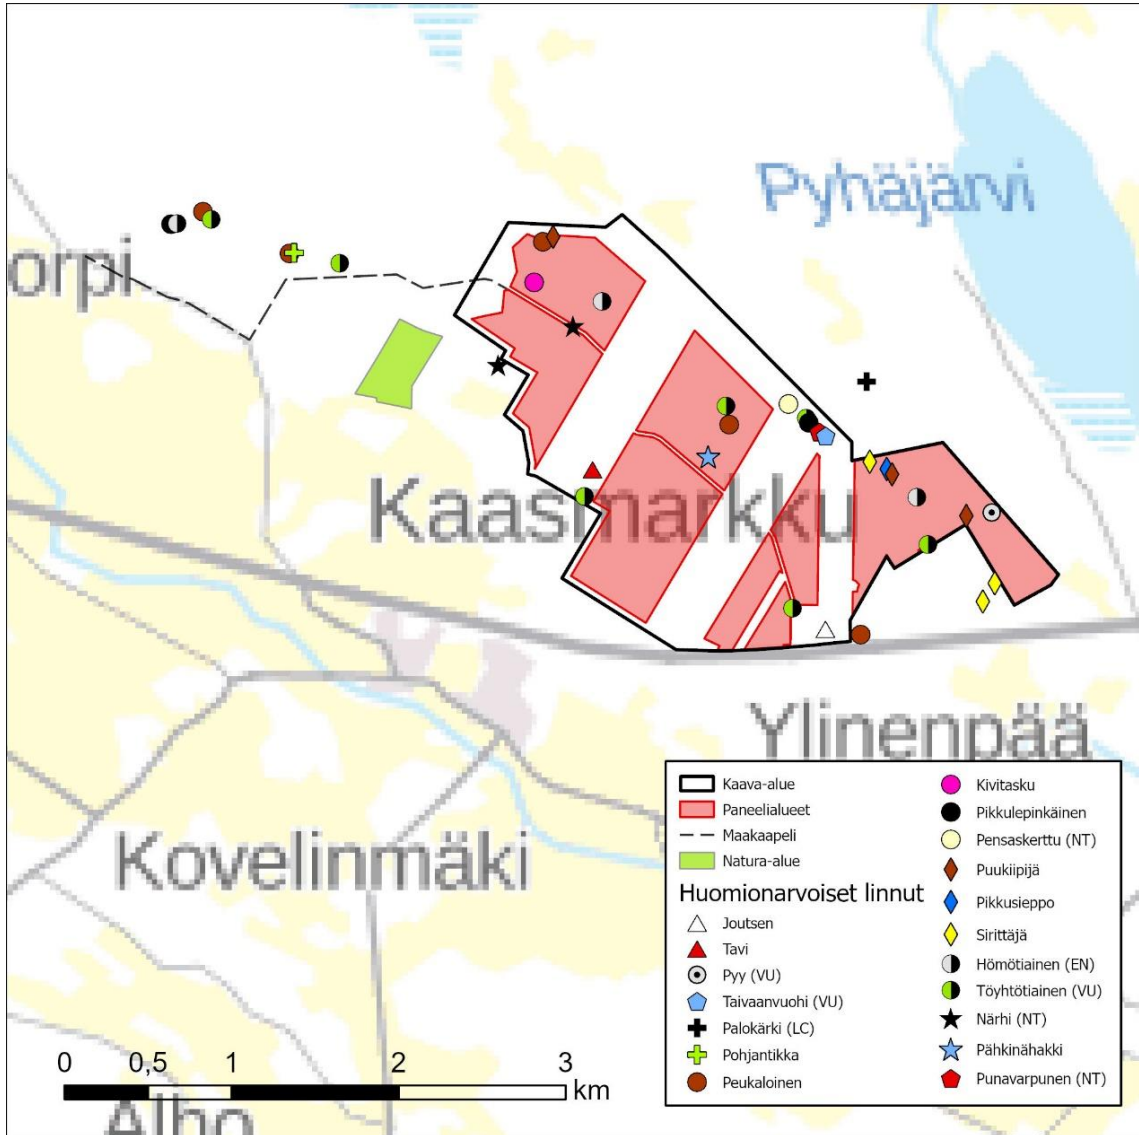 Pyhäjärvi
orpi
Kaasmarkku
Ylinenpää
Kovelinmäki
Alho
0 0,5 1 2 3
km
Kaava-alue
Paneelialueet
Maakaapeli
Natura-alue
Huomionarvoiset linnut
Joutsen
Tavi
Pyy (VU)
Taivaanvuohi (VU)
Palokärki (LC)
Pohjantikka
Peukaloinen
Kivitasku
Pikkulepinkäinen
Pensaskerttu (NT)
Puukiipijä
Pikkusieppo
Sirittäjä
Hömötiainen (EN)
Töyhtötiainen (VU)
Närhi (NT)
Pähkinähakki
Punavarpunen (NT)